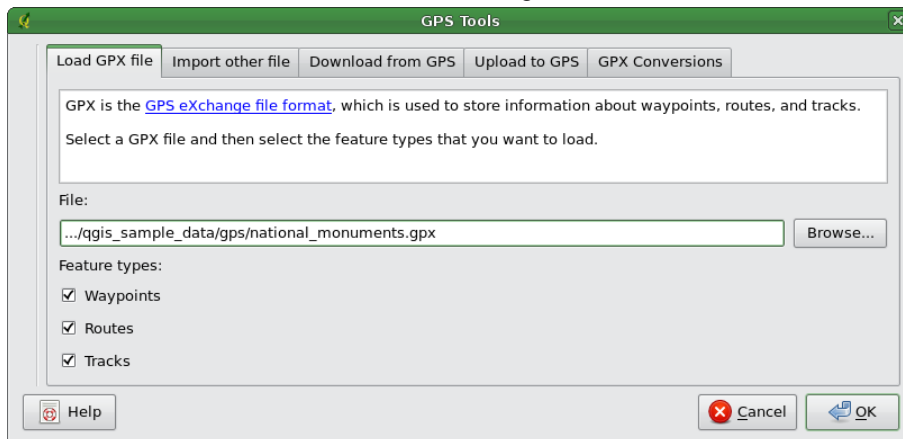 GPS Tools
Load GPX file
Import other file
Download from GPS
Upload to GPS
GPX Conversions
GPX is the GPS eXchange file format, which is used to store information about waypoints, routes, and tracks.
Select a GPX file and then select the feature types that you want to load.
File:
.../qgis_sample_data/gps/national_monuments.gpx
Browse...
Feature types:
Waypoints
Routes
Tracks
Help
Cancel
OK